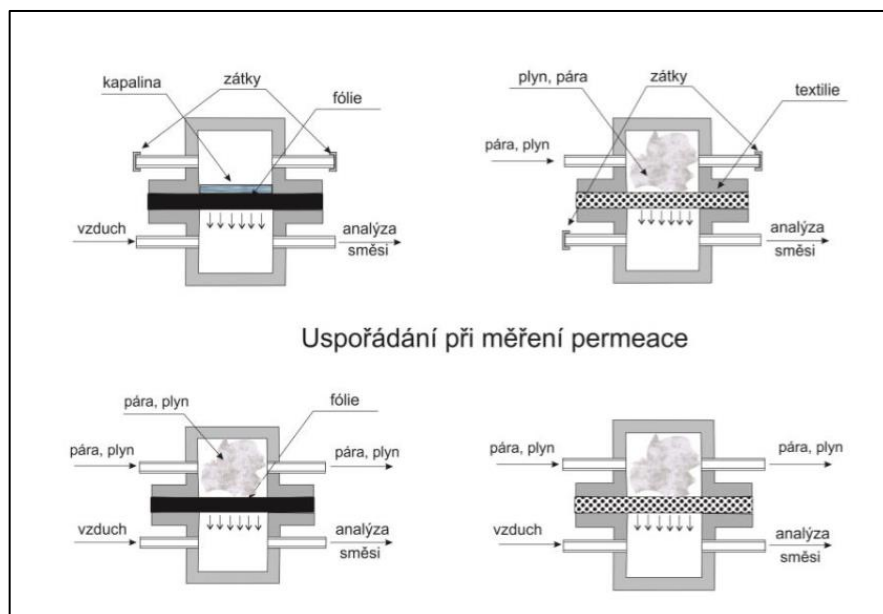 kapalina
zátky
fólie
vzduch
analýza
směsi
plyn, pára
zátky
textilie
pára, plyn
analýza
směsi
Uspořádání při měření permeace
pára, plyn
fólie
pára, plyn
pára, plyn
vzduch
analýza
směsi
pára, plyn
pára, plyn
vzduch
analýza
směsi